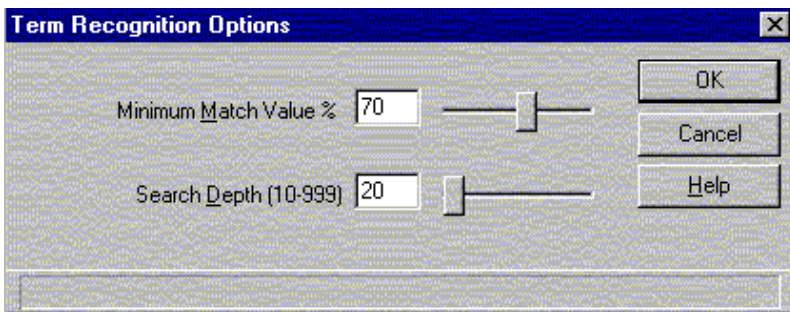 Term Recognition Options
Minimum Match Value % 70
OK
Cancel
Search Depth (10-999) 20
Help